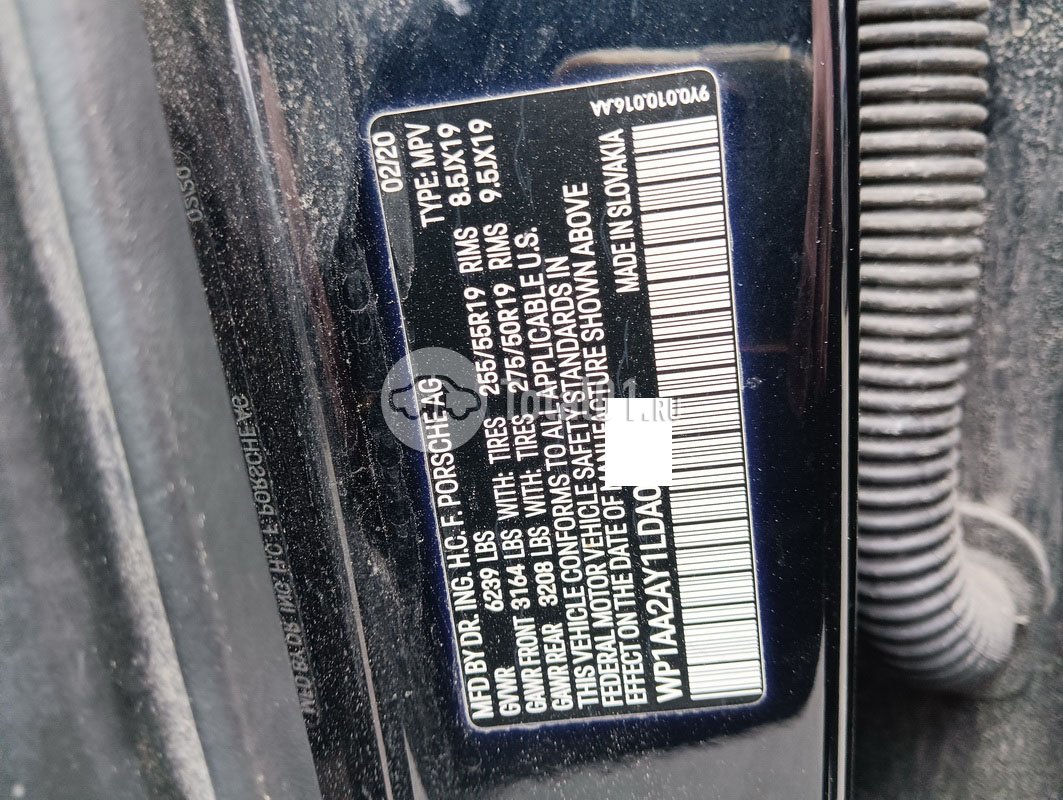 MFD BY DR. ING. H.C. F. PORSCHE AG 02/20
GVWR 6239 LBS TYPE: MPV
GAWR FRONT 3164 LBS WITH: TIRES 255/55R19 RIMS 8.5JX19
GAWR REAR 3208 LBS WITH: TIRES 275/50R19 RIMS 9.5JX19
THIS VEHICLE CONFORMS TO ALL APPLICABLE U.S.
FEDERAL MOTOR VEHICLE SAFETY STANDARDS IN
EFFECT ON THE DATE OF MANUFACTURE SHOWN ABOVE
WP1AA2AY1LDA0 MADE IN SLOVAKIA
9Y0.010.016.AA